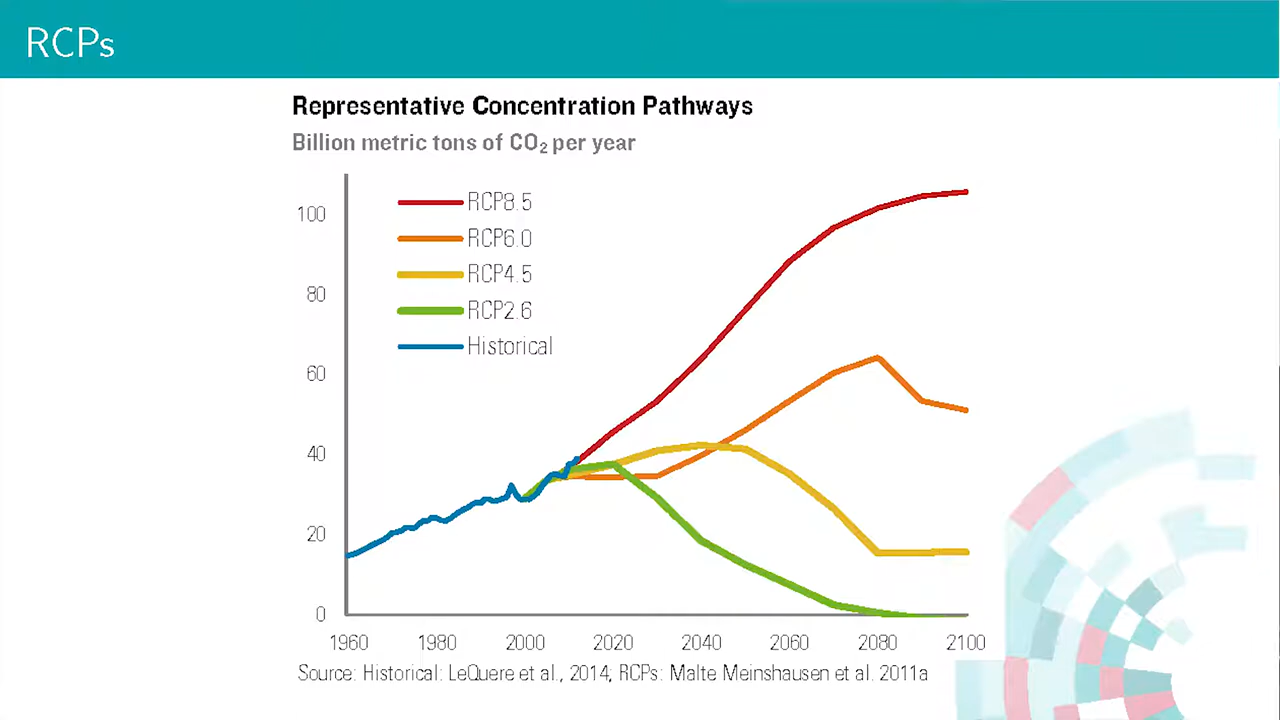 RCPs
Representative Concentration Pathways
Billion metric tons of CO₂ per year
100
80
60
40
20
0
RCP8.5
RCP6.0
RCP4.5
RCP2.6
Historical
1960 1980 2000 2020 2040 2060 2080 2100
Source: Historical: LeQuere et al., 2014; RCPs: Malte Meinshausen et al. 2011a